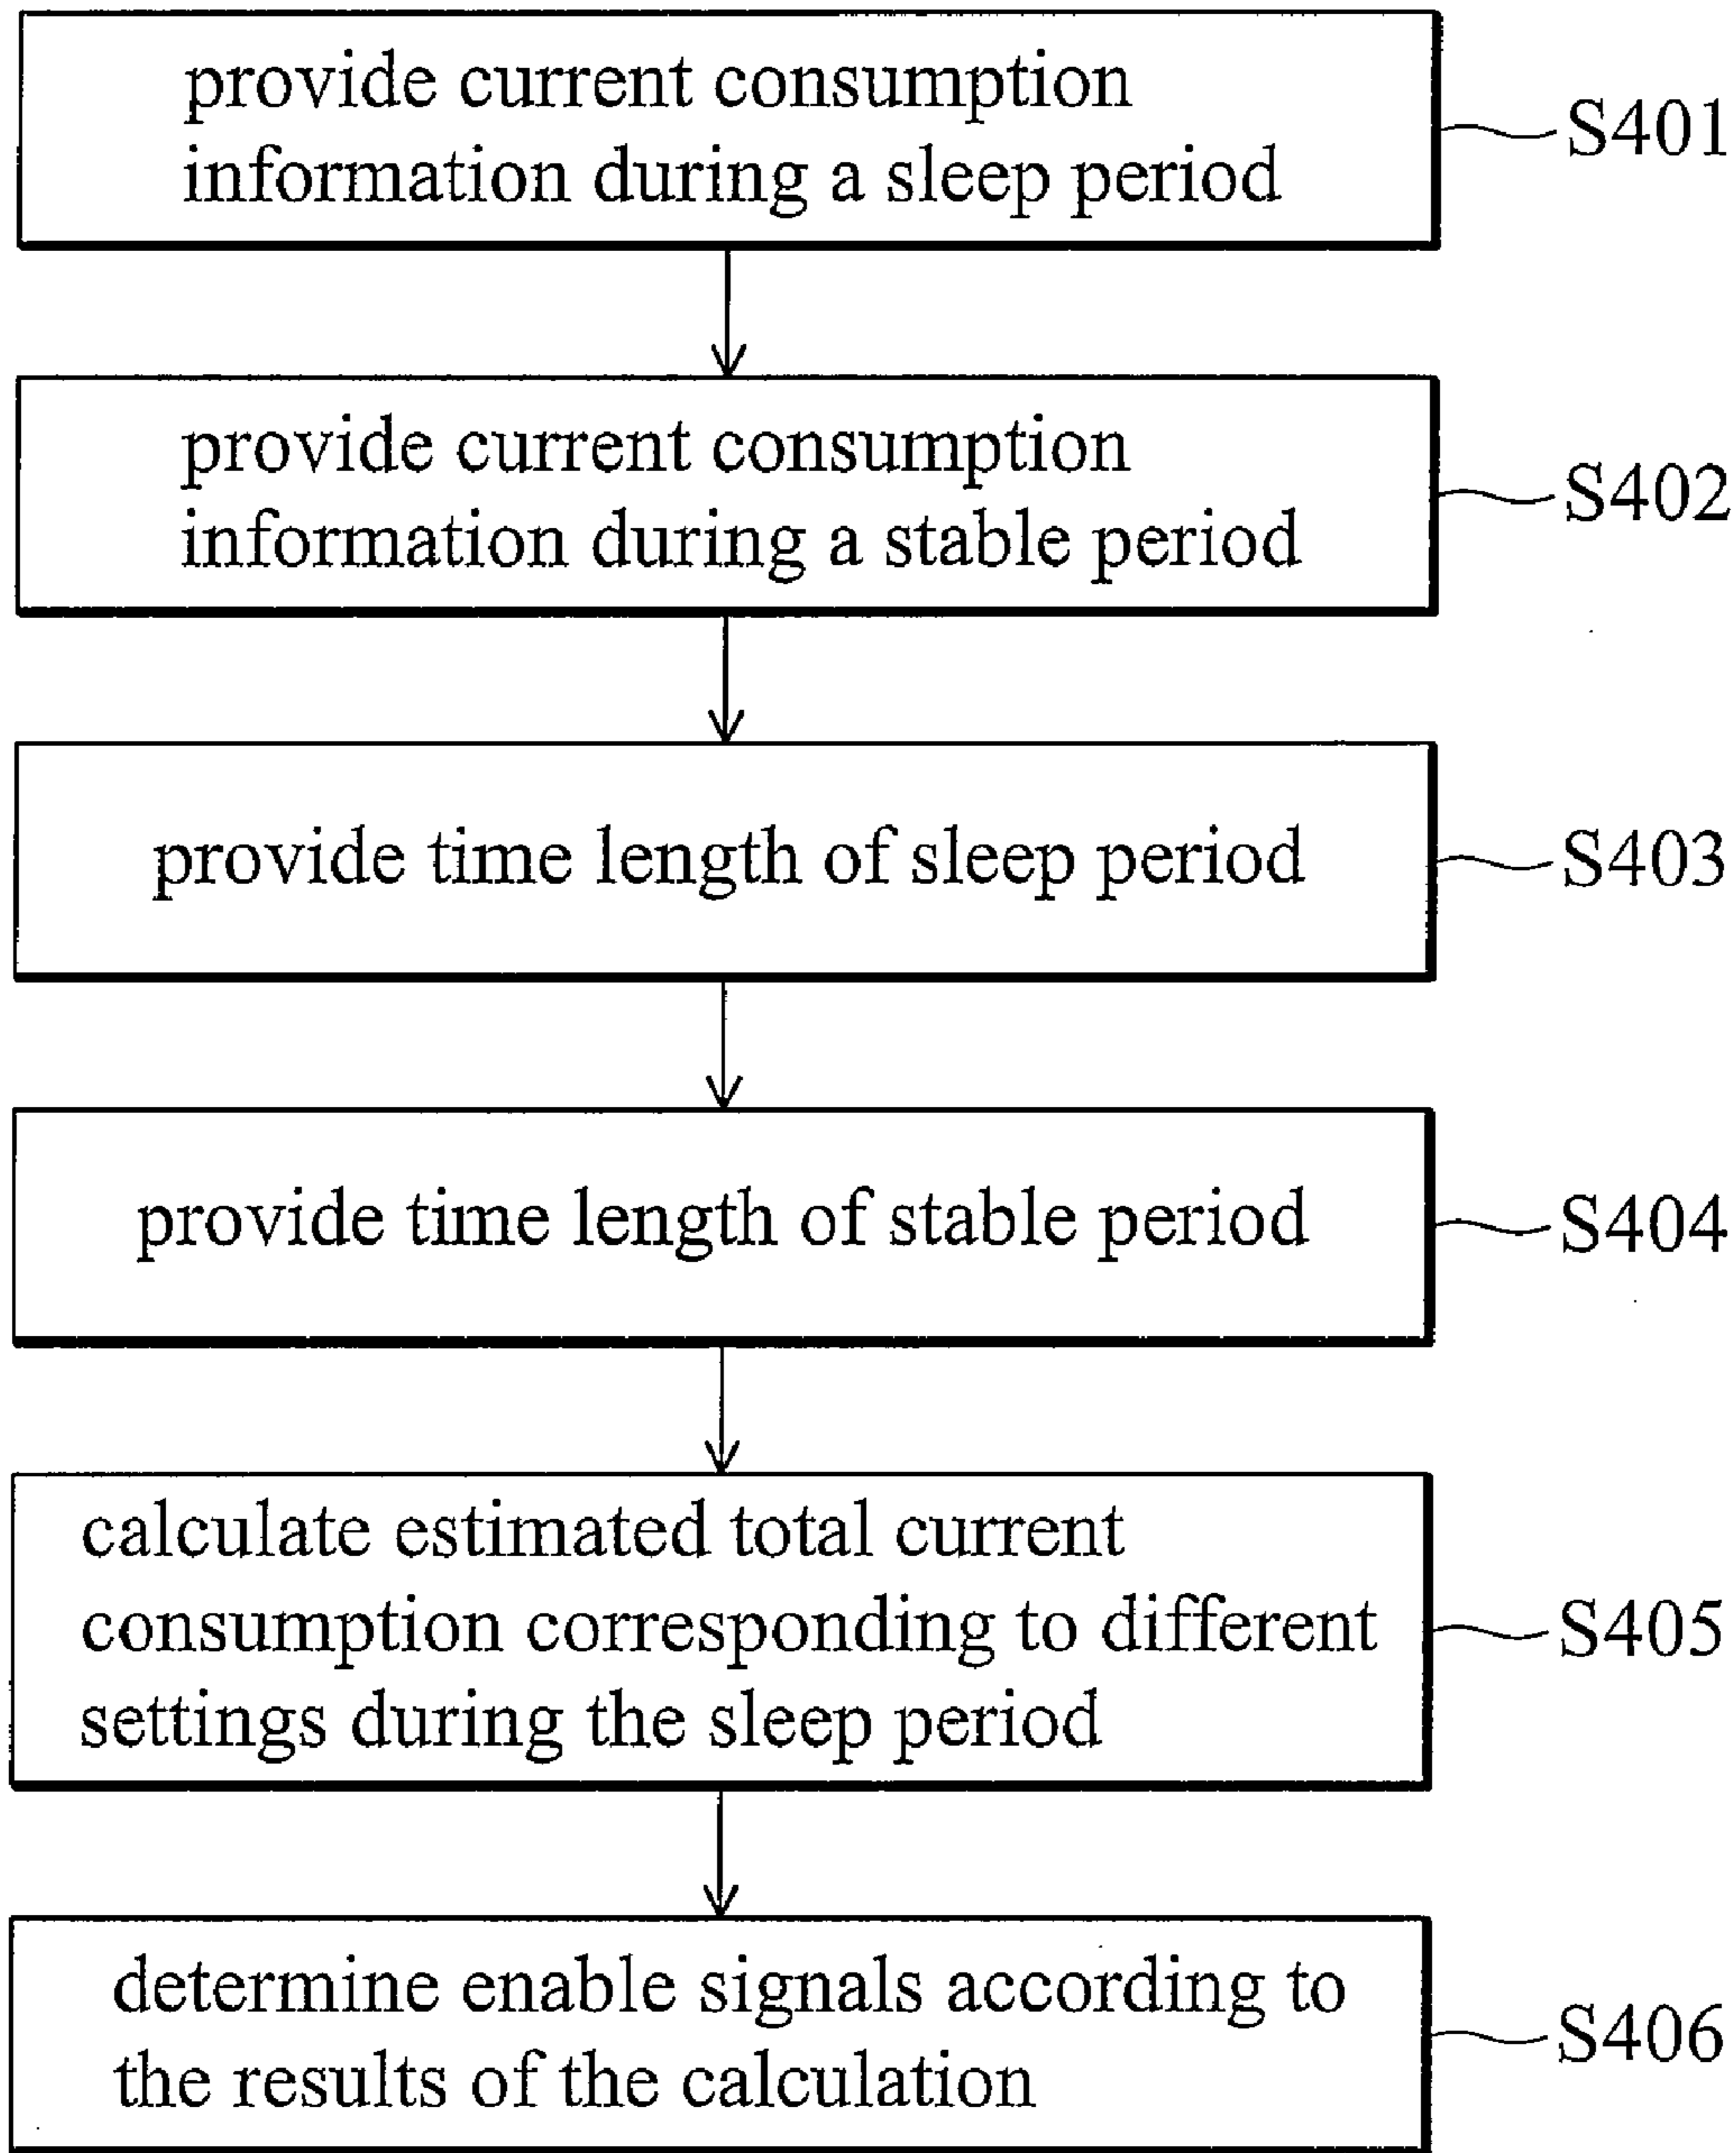 provide current consumption
information during a sleep period
S401
provide current consumption
information during a stable period
S402
provide time length of sleep period
S403
provide time length of stable period
S404
calculate estimated total current
consumption corresponding to different
settings during the sleep period
S405
determine enable signals according to
the results of the calculation
S406